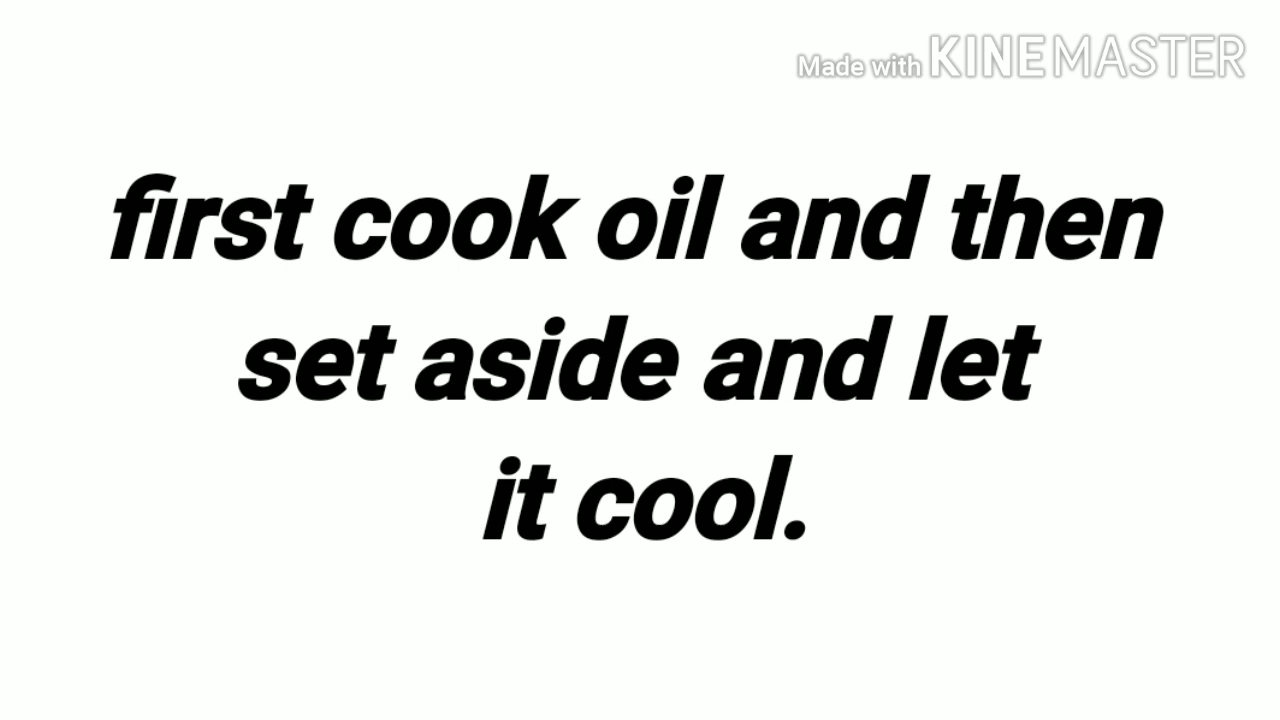 Made with KINEMASTER
first cook oil and then
set aside and let
it cool.